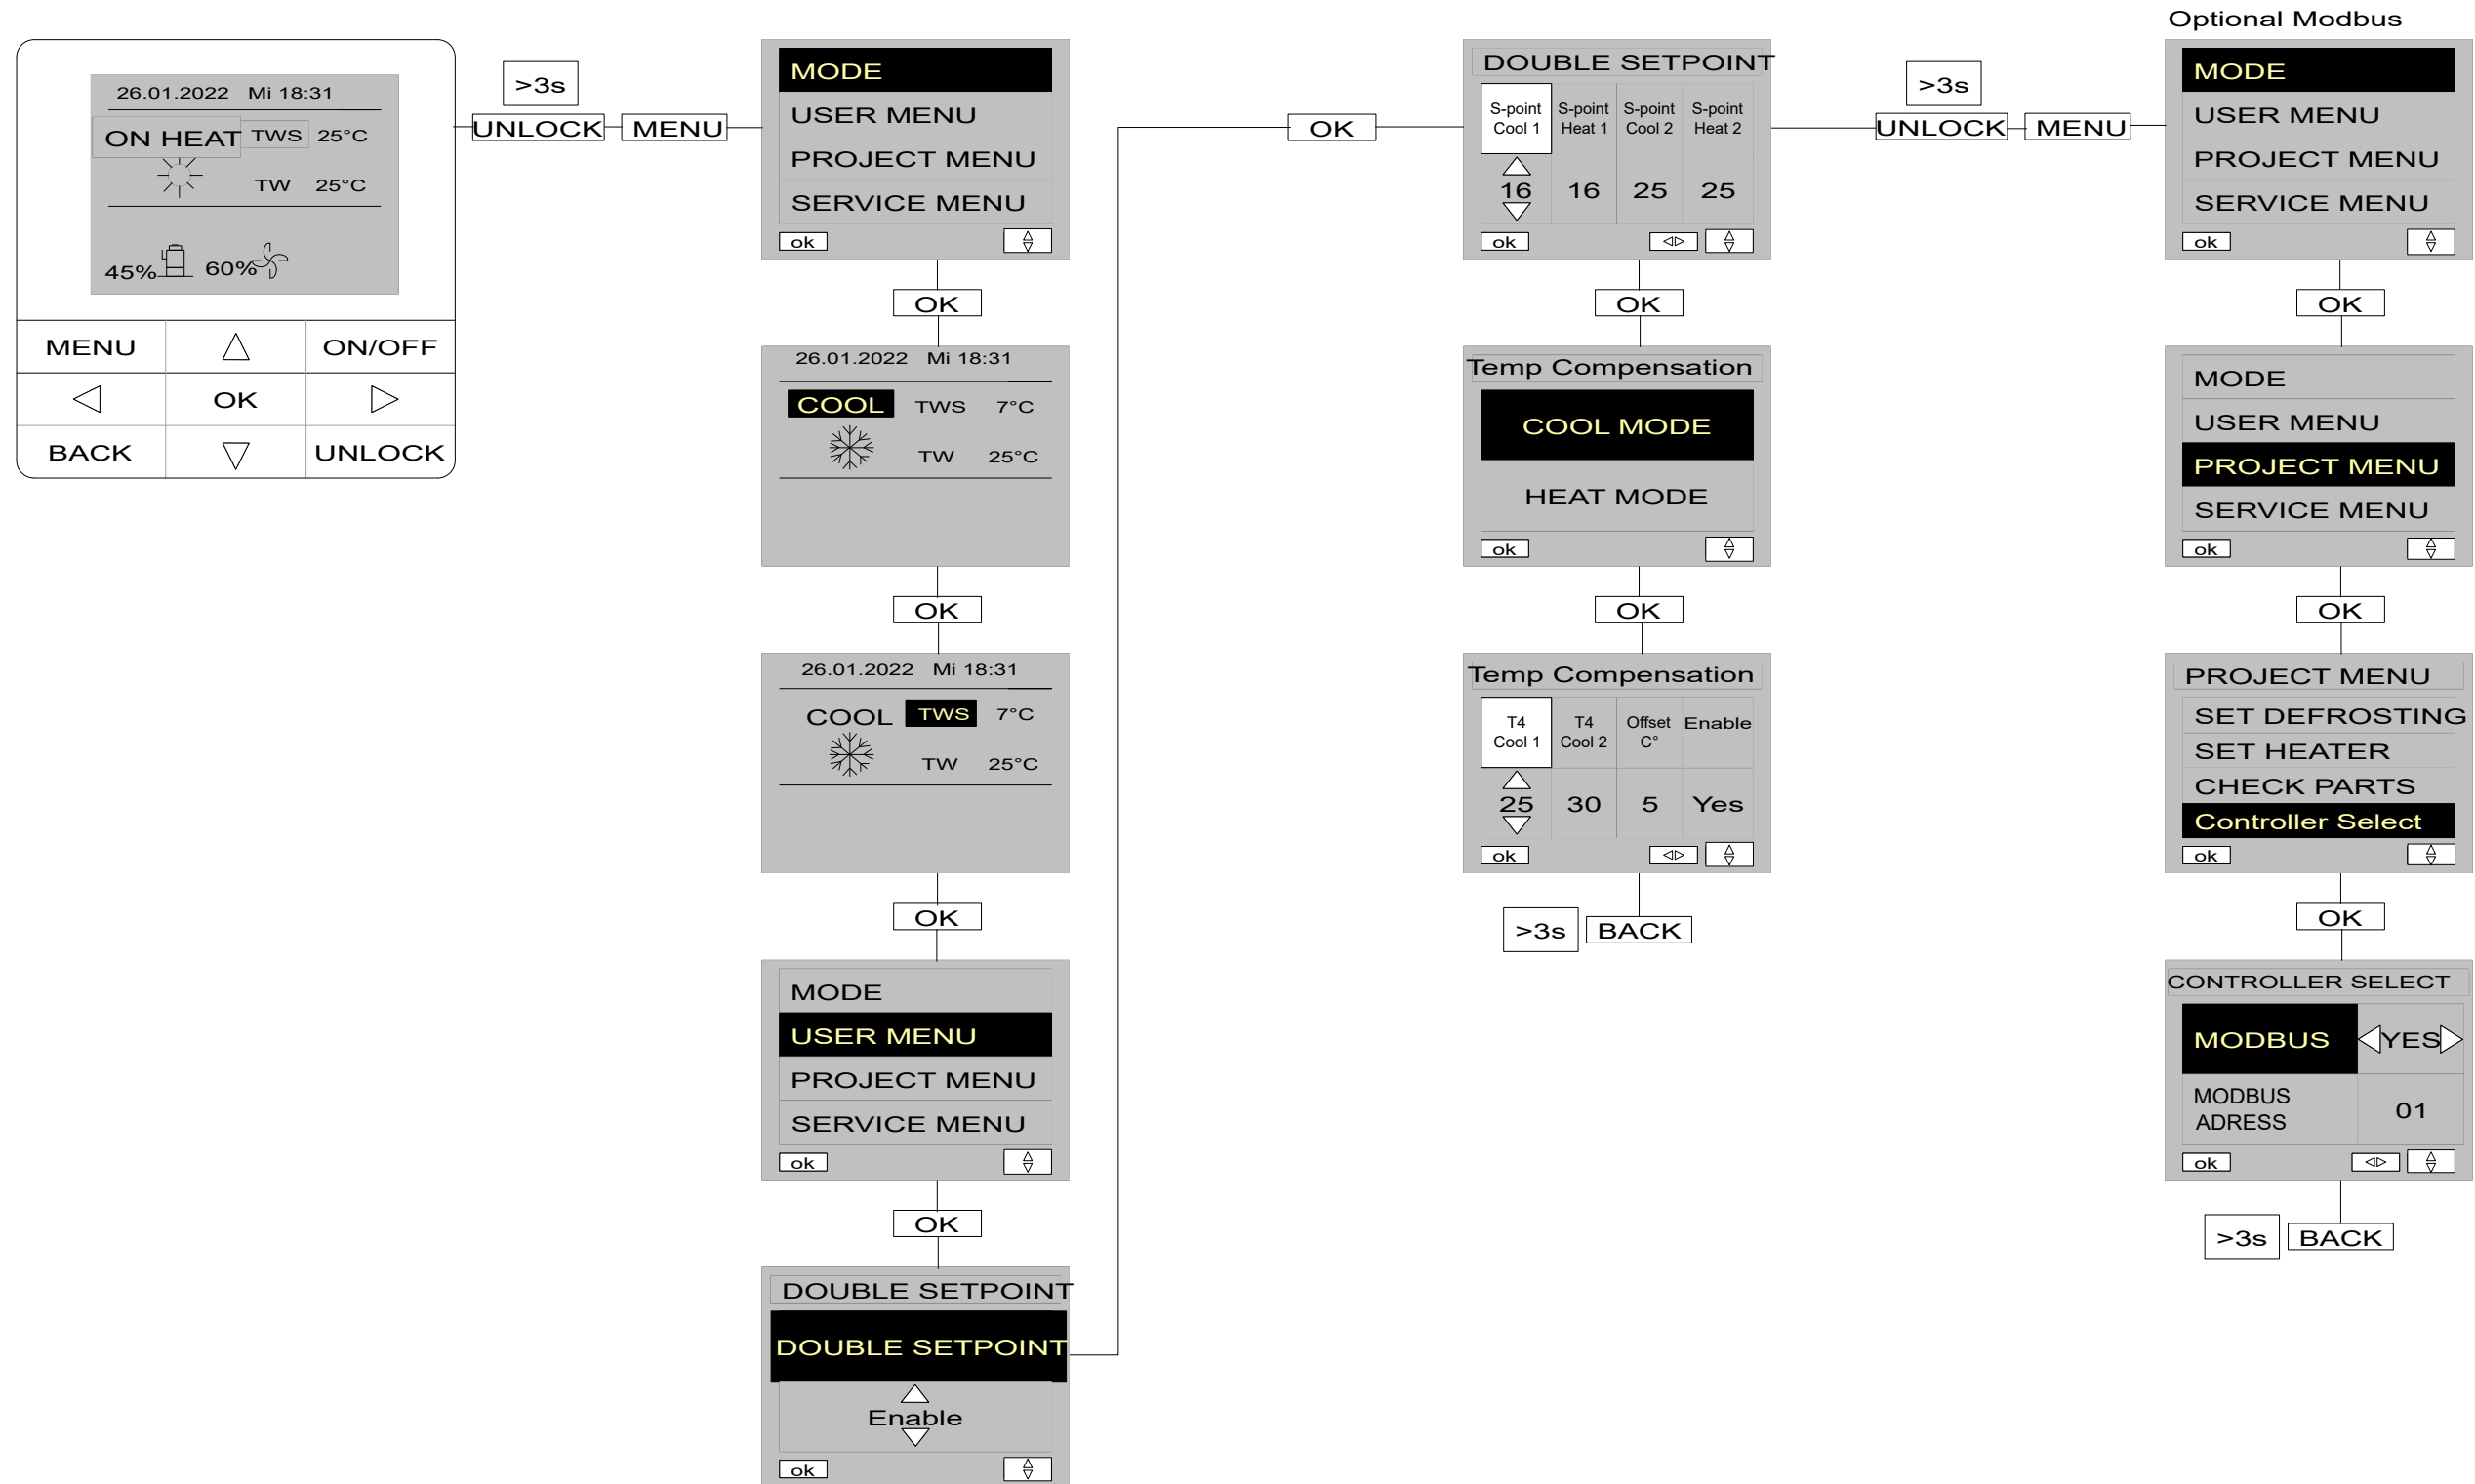 Optional Modbus
26.01.2022 Mi 18:31
ON HEAT TWS 25°C
TW 25°C
45% 60%
MENU ON/OFF
OK
BACK UNLOCK
>3s
UNLOCK MENU
MODE
USER MENU
PROJECT MENU
SERVICE MENU
ok
OK
26.01.2022 Mi 18:31
COOL TWS 7°C
TW 25°C
OK
26.01.2022 Mi 18:31
COOL TWS 7°C
TW 25°C
OK
MODE
USER MENU
PROJECT MENU
SERVICE MENU
ok
OK
DOUBLE SETPOINT
DOUBLE SETPOINT
Enable
ok
OK
DOUBLE SETPOINT
S-point S-point S-point S-point
Cool 1 Heat 1 Cool 2 Heat 2
16 16 25 25
ok
OK
Temp Compensation
COOL MODE
HEAT MODE
ok
OK
Temp Compensation
T4 T4 Offset Enable
Cool 1 Cool 2 C°
25 30 5 Yes
ok
>3s BACK
>3s
UNLOCK MENU
MODE
USER MENU
PROJECT MENU
SERVICE MENU
ok
OK
MODE
USER MENU
PROJECT MENU
SERVICE MENU
ok
OK
PROJECT MENU
SET DEFROSTING
SET HEATER
CHECK PARTS
Controller Select
ok
OK
CONTROLLER SELECT
MODBUS YES
MODBUS
ADRESS 01
ok
>3s BACK